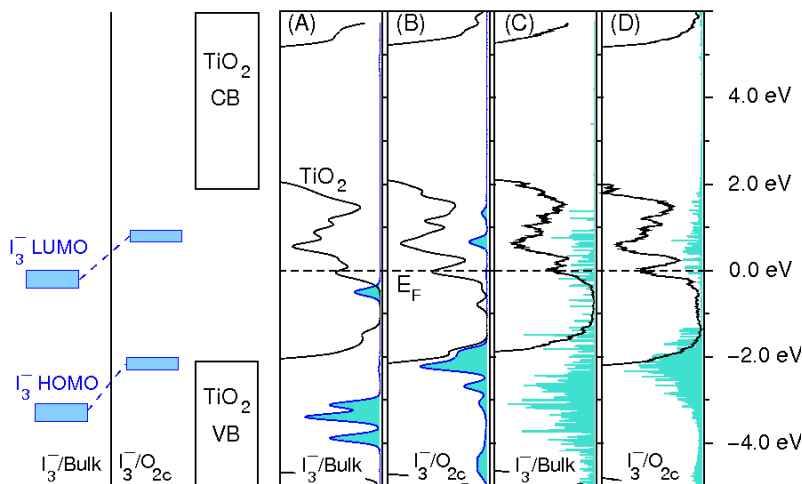 (A) (B) (C) (D)
TiO2
CB
4.0 eV
TiO2
2.0 eV
I3− LUMO
0.0 eV
EF
−2.0 eV
I3− HOMO
TiO2
VB
−4.0 eV
I3−/Bulk I3−/O2c I3−/Bulk I3−/O2c I3−/Bulk I3−/O2c